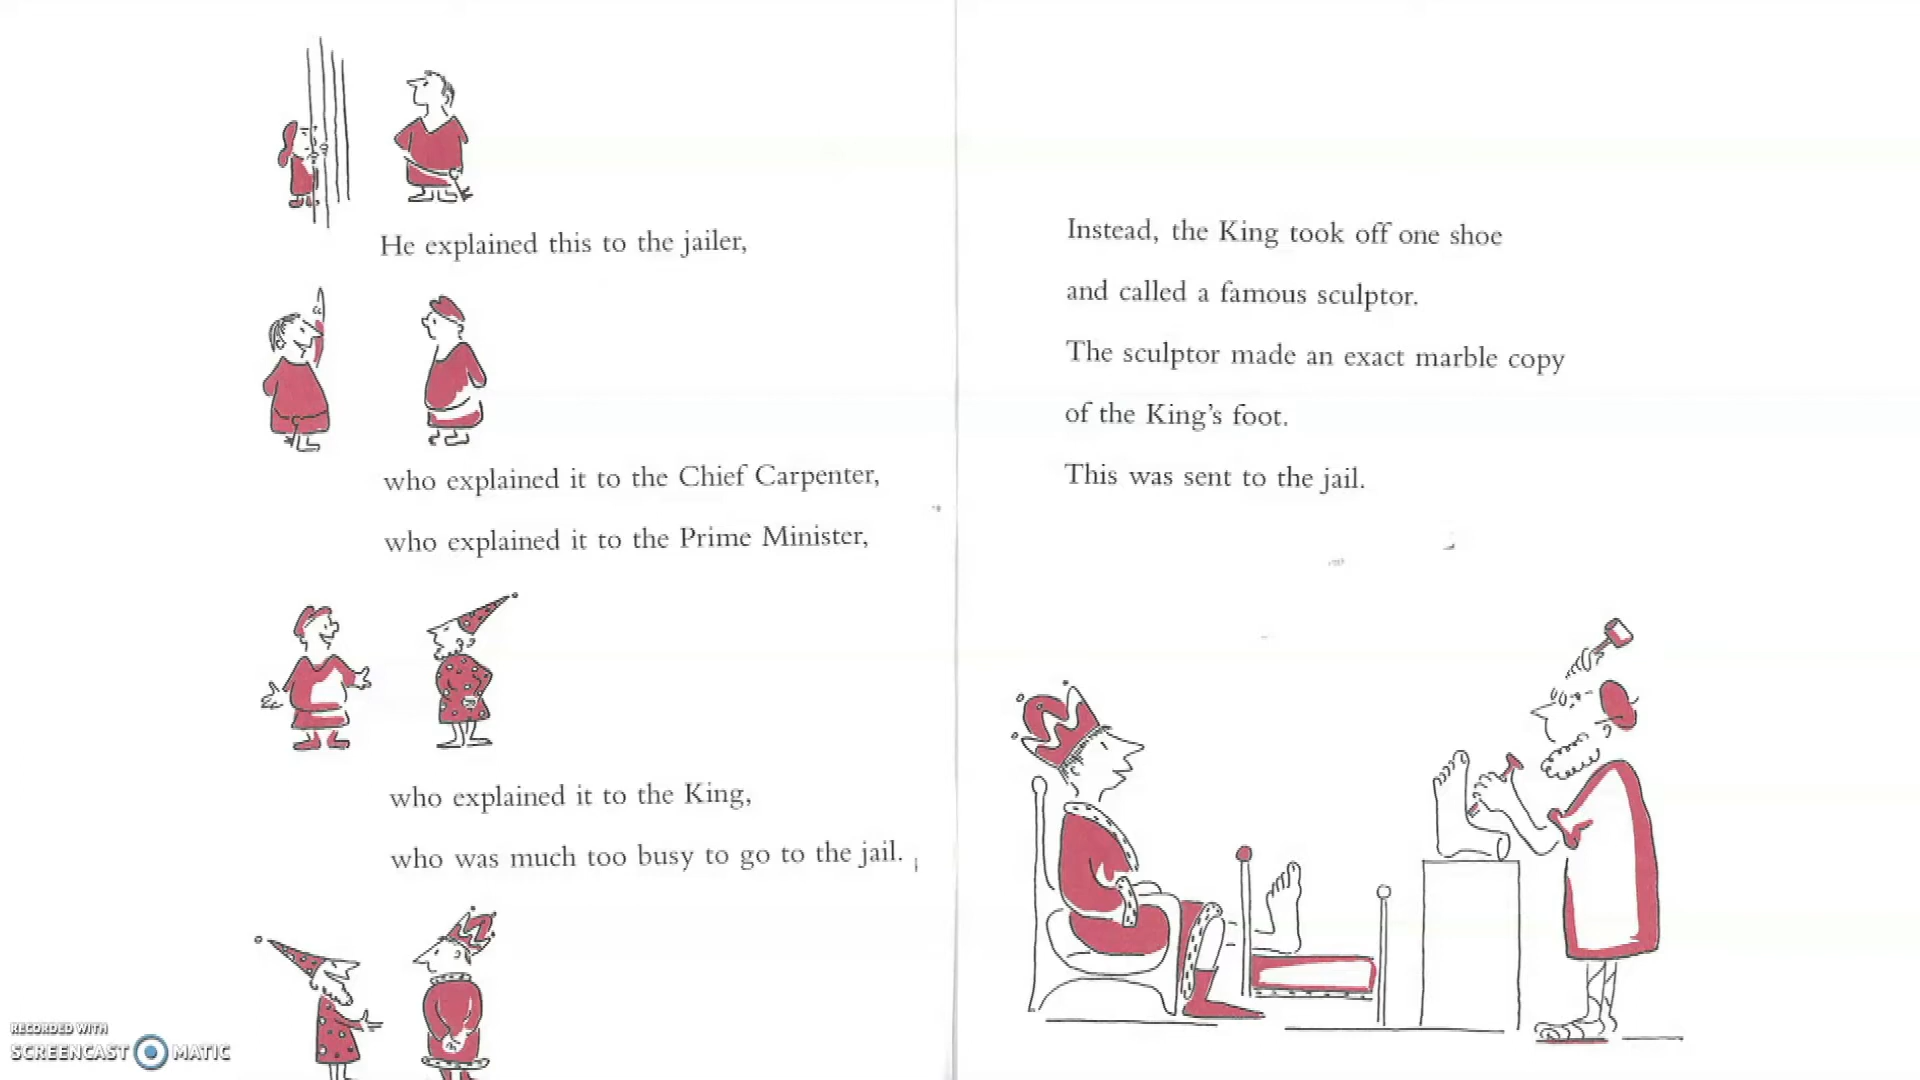 He explained this to the jailer,
who explained it to the Chief Carpenter,
who explained it to the Prime Minister,
who explained it to the King,
who was much too busy to go to the jail.
Instead, the King took off one shoe
and called a famous sculptor.
The sculptor made an exact marble copy
of the King's foot.
This was sent to the jail.
RECORDED WITH
SCREENCAST MATIC